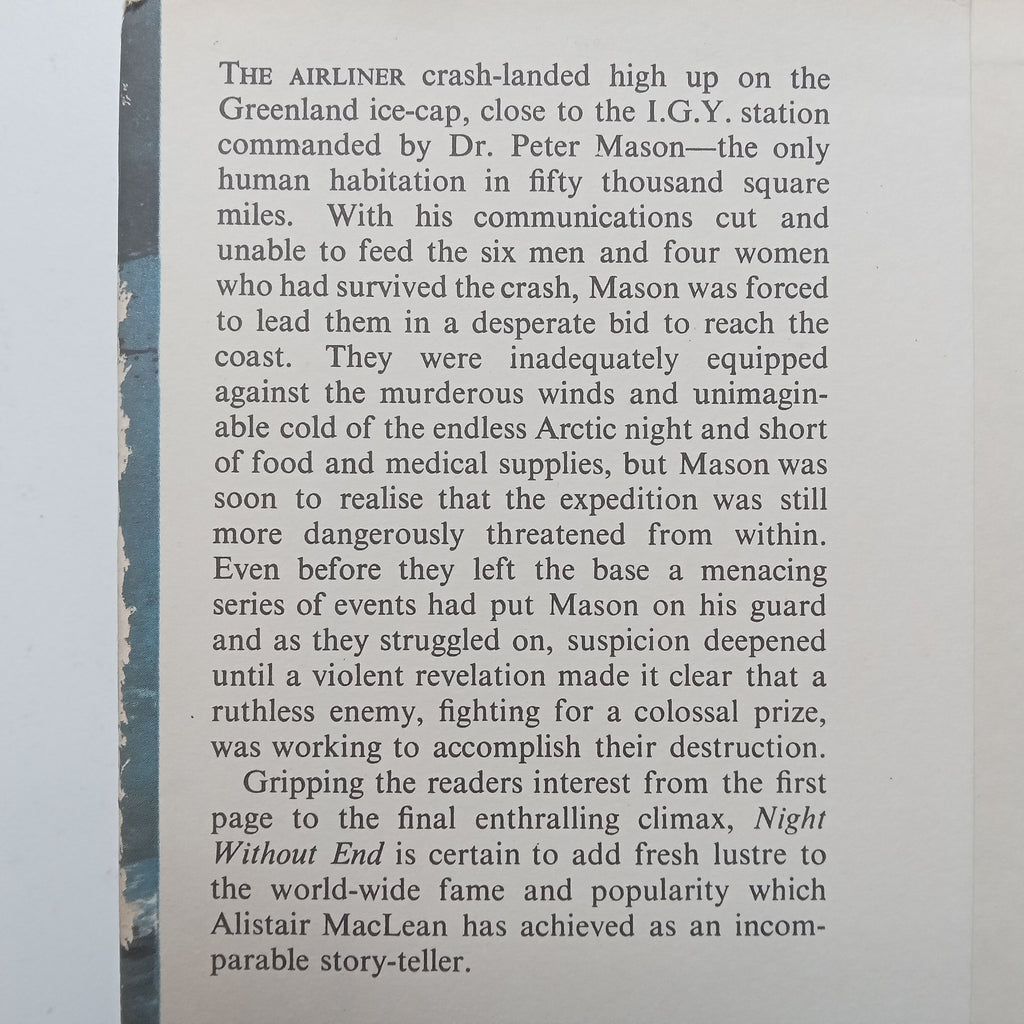 THE AIRLINER crash-landed high up on the
Greenland ice-cap, close to the I.G.Y. station
commanded by Dr. Peter Mason—the only
human habitation in fifty thousand square
miles. With his communications cut and
unable to feed the six men and four women
who had survived the crash, Mason was forced
to lead them in a desperate bid to reach the
coast. They were inadequately equipped
against the murderous winds and unimagin-
able cold of the endless Arctic night and short
of food and medical supplies, but Mason was
soon to realise that the expedition was still
more dangerously threatened from within.
Even before they left the base a menacing
series of events had put Mason on his guard
and as they struggled on, suspicion deepened
until a violent revelation made it clear that a
ruthless enemy, fighting for a colossal prize,
was working to accomplish their destruction.
Gripping the readers interest from the first
page to the final enthralling climax, Night
Without End is certain to add fresh lustre to
the world-wide fame and popularity which
Alistair MacLean has achieved as an incom-
parable story-teller.